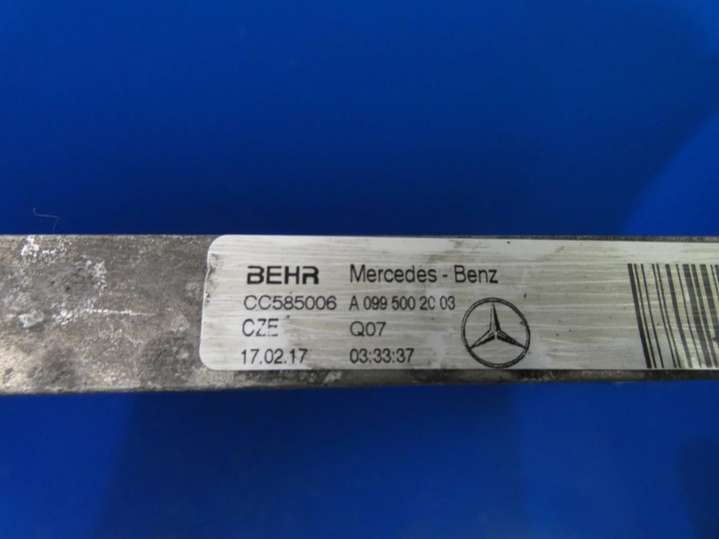 BEHR Mercedes - Benz
CC585006 A 099 500 20 03
CZE Q07
17.02.17 03:33:37